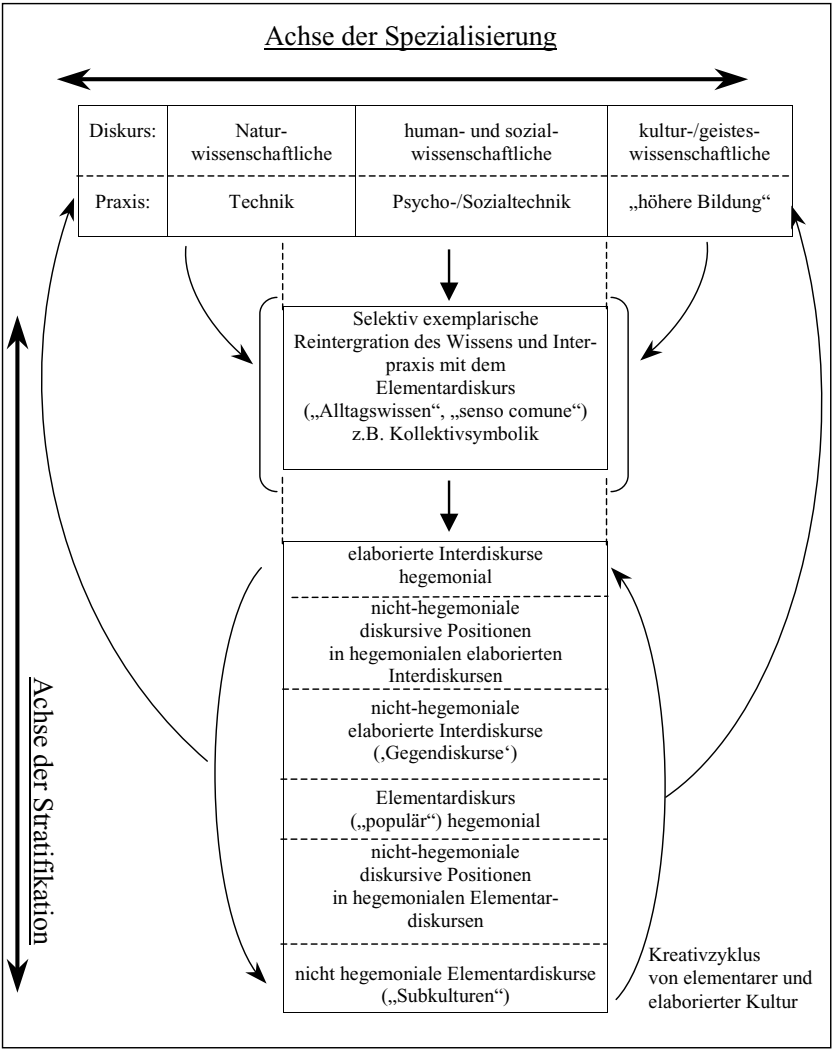 Achse der Spezialisierung
Diskurs:
Natur-
wissenschaftliche
human- und sozial-
wissenschaftliche
kultur-/geistes-
wissenschaftliche
Praxis:
Technik
Psycho-/Sozialtechnik
„höhere Bildung“
Selektiv exemplarische
Reintergration des Wissens und Inter-
praxis mit dem
Elementardiskurs
(„Alltagswissen“, „senso comune“)
z.B. Kollektivsymbolik
elaborierte Interdiskurse
hegemonial
nicht-hegemoniale
diskursive Positionen
in hegemonialen elaborierten
Interdiskursen
nicht-hegemoniale
elaborierte Interdiskurse
(‚Gegendiskurse‘)
Elementardiskurs
(„populär“) hegemonial
nicht-hegemoniale
diskursive Positionen
in hegemonialen Elementar-
diskursen
nicht hegemoniale Elementardiskurse
(„Subkulturen“)
Achse der Stratifikation
Kreativzyklus
von elementarer und
elaborierter Kultur